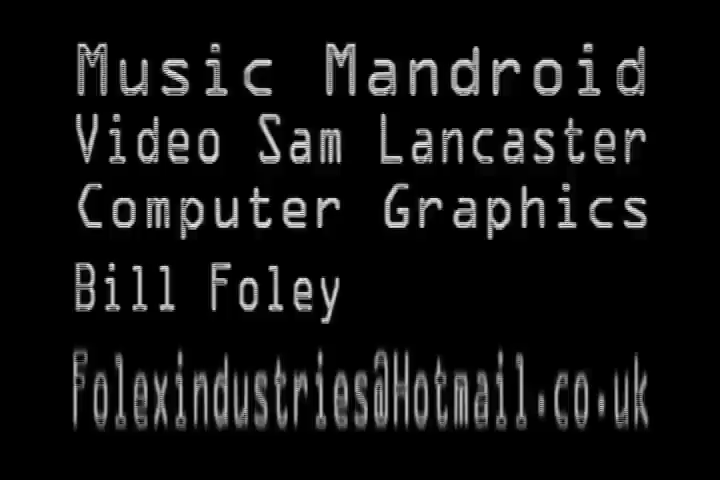 Music Mandroid
Video Sam Lancaster
Computer Graphics
Bill Foley
Folexindustries@Hotmail.co.uk